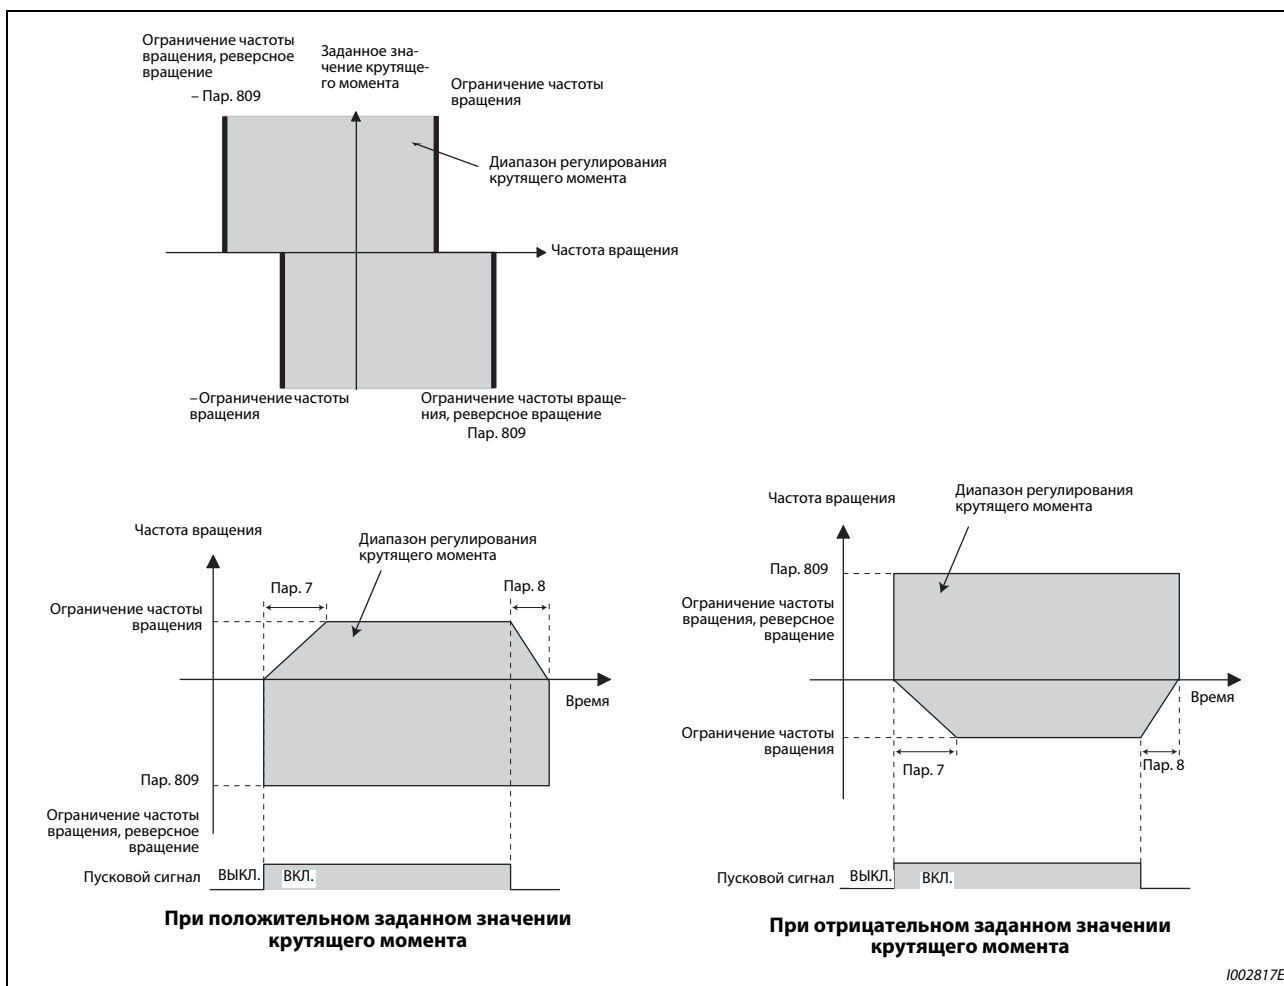 Ограничение частоты
вращения, реверсное
вращение
– Пар. 809
Заданное зна-
чение крутяще-
го момента
Ограничение частоты
вращения
Диапазон регулирования
крутящего момента
Частота вращения
– Ограничение частоты
вращения
Ограничение частоты враще-
ния, реверсное вращение
Пар. 809
Частота вращения
Диапазон регулирования
крутящего момента
Пар. 7
Пар. 8
Ограничение частоты
вращения
Время
Пар. 809
Ограничение частоты
вращения, реверсное
вращение
Пусковой сигнал
ВЫКЛ.
ВКЛ.
При положительном заданном значении
крутящего момента
Частота вращения
Диапазон регулирования
крутящего момента
Пар. 809
Ограничение частоты
вращения, реверсное
вращение
Время
Ограничение частоты
вращения
Пар. 7
Пар. 8
Пусковой сигнал
ВЫКЛ.
ВКЛ.
При отрицательном заданном значении
крутящего момента
I002817E